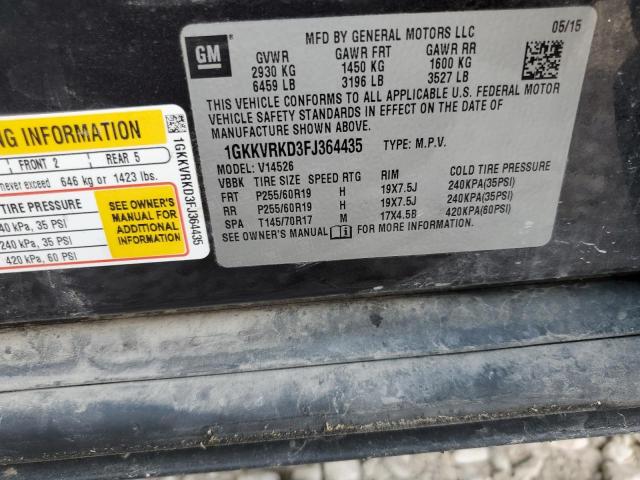 GM
MFD BY GENERAL MOTORS LLC 05/15
GVWR GAWR FRT GAWR RR
2930 KG 1450 KG 1600 KG
6459 LB 3196 LB 3527 LB
THIS VEHICLE CONFORMS TO ALL APPLICABLE U.S. FEDERAL MOTOR
VEHICLE SAFETY STANDARDS IN EFFECT ON THE DATE OF
MANUFACTURE SHOWN ABOVE.
1GKKVRKD3FJ364435 TYPE: M.P.V.
MODEL: V14526
VBBK TIRE SIZE SPEED RTG RIM COLD TIRE PRESSURE
FRT P255/60R19 H 19X7.5J 240KPA(35PSI)
RR P255/60R19 H 19X7.5J 240KPA(35PSI)
SPA T145/70R17 M 17X4.5B 420KPA(60PSI)
SEE OWNER'S MANUAL FOR MORE INFORMATION.
NG INFORMATION
FRONT 2 REAR 5
never exceed 646 kg or 1423 lbs.
TIRE PRESSURE
40 kPa, 35 PSI
240 kPa, 35 PSI
420 kPa, 60 PSI
SEE OWNER'S
MANUAL FOR
ADDITIONAL
INFORMATION
1GKKVRKD3FJ364435